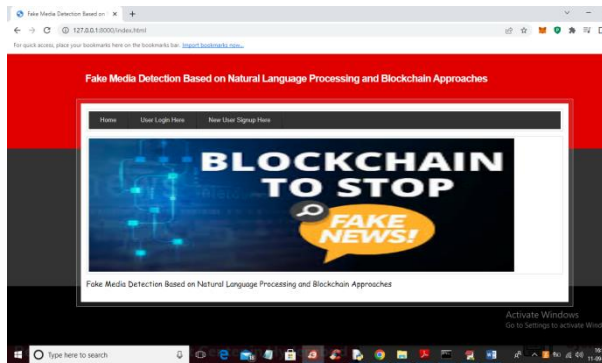 Fake Media Detection Based on
127.0.0.1:8000/index.html
For quick access, place your bookmarks here on the bookmarks bar. Import bookmarks now...
Fake Media Detection Based on Natural Language Processing and Blockchain Approaches
Home User Login Here New User Signup Here
BLOCKCHAIN
TO STOP
FAKE
NEWS!
Fake Media Detection Based on Natural Language Processing and Blockchain Approaches
Activate Windows
Go to Settings to activate Wind
Type here to search